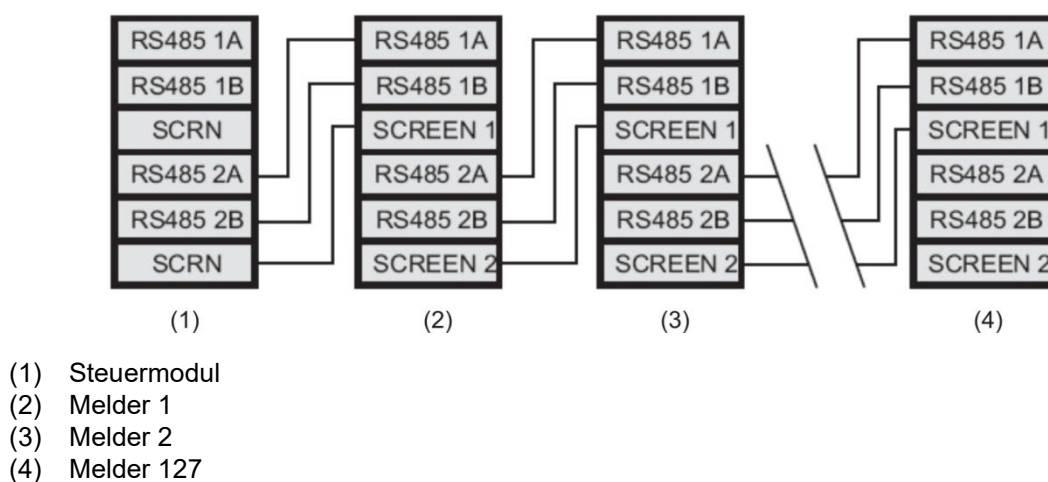 RS485 1A RS485 1A RS485 1A RS485 1A
RS485 1B RS485 1B RS485 1B RS485 1B
SCRN SCREEN 1 SCREEN 1 SCREEN 1
RS485 2A RS485 2A RS485 2A RS485 2A
RS485 2B RS485 2B RS485 2B RS485 2B
SCRN SCREEN 2 SCREEN 2 SCREEN 2
(1) (2) (3) (4)
(1) Steuermodul
(2) Melder 1
(3) Melder 2
(4) Melder 127